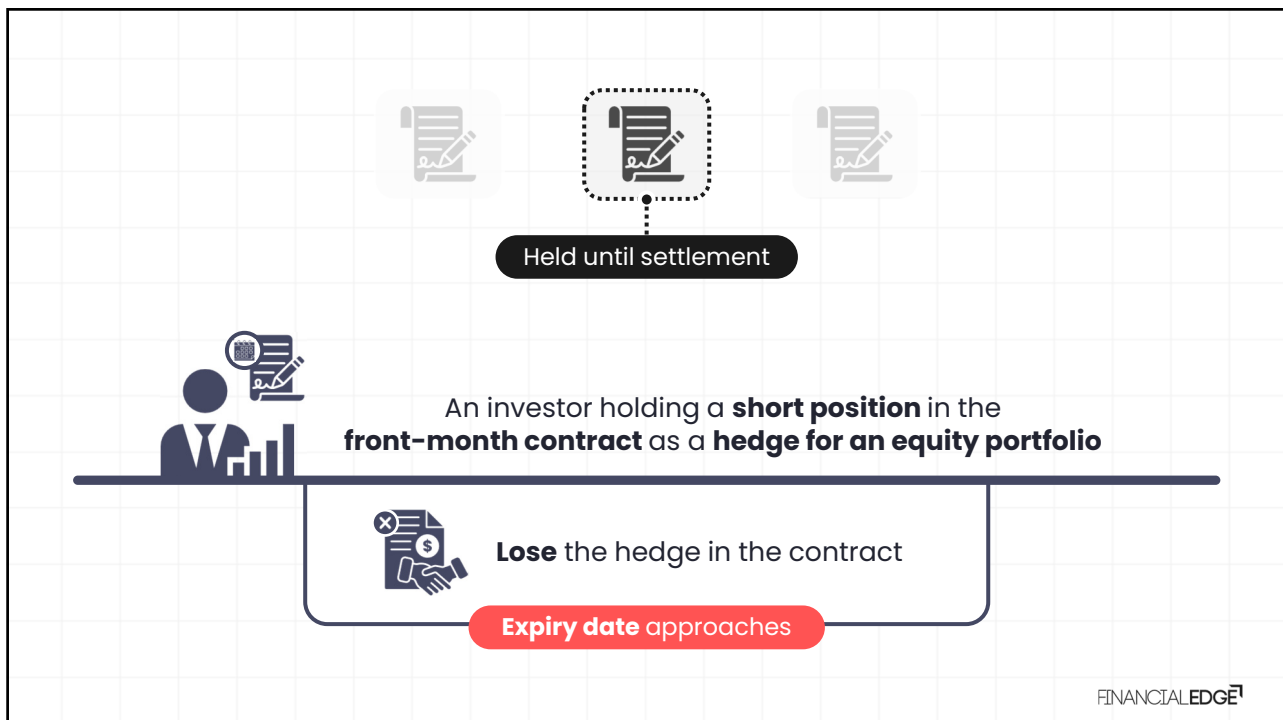 Held until settlement
An investor holding a short position in the
front-month contract as a hedge for an equity portfolio
$
Lose the hedge in the contract
Expiry date approaches
FINANCIALEDGE